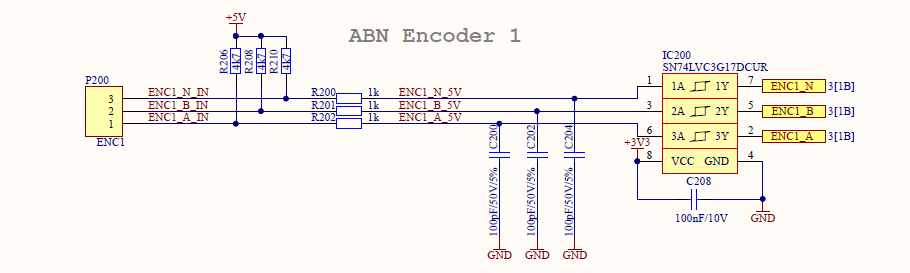 ABN Encoder 1
+5V
R206 4k7
R208 4k7
R210 4k7
P200
3 ENC1_N_IN R200 1k ENC1_N_5V
2 ENC1_B_IN R201 1k ENC1_B_5V
1 ENC1_A_IN R202 1k ENC1_A_5V
ENC1
C200 100pF/50V/5%
C202 100pF/50V/5%
C204 100pF/50V/5%
GND GND GND
IC200
SN74LVC3G17DCUR
1 1A 1Y 7 ENC1_N 3[1B]
3 2A 2Y 5 ENC1_B 3[1B]
6 3A 3Y 2 ENC1_A 3[1B]
+3V3
8 VCC GND 4
C208
100nF/10V
GND